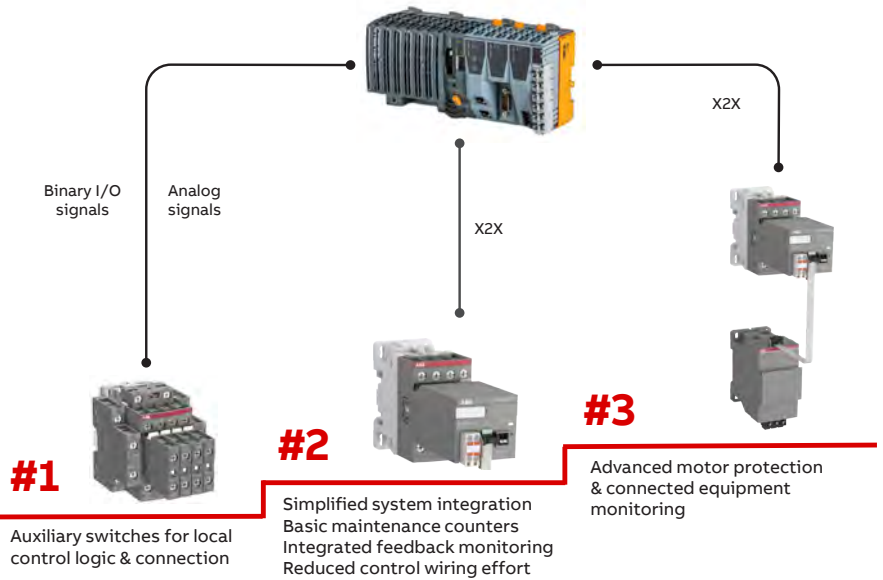 X2X
Binary I/O
signals
Analog
signals
X2X
#1
#2
#3
Auxiliary switches for local
control logic & connection
Simplified system integration
Basic maintenance counters
Integrated feedback monitoring
Reduced control wiring effort
Advanced motor protection
& connected equipment
monitoring